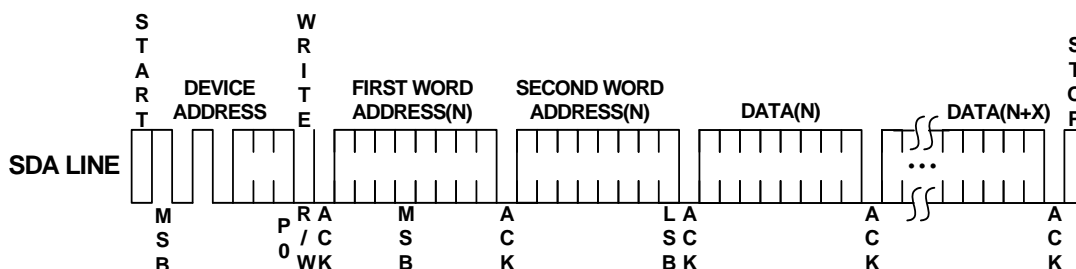 START
WRITE
STOP
DEVICE ADDRESS
FIRST WORD ADDRESS(N)
SECOND WORD ADDRESS(N)
DATA(N)
DATA(N+X)
SDA LINE
...
MSB
P0
R/W
ACK
MSB
ACK
LSB
ACK
ACK
ACK